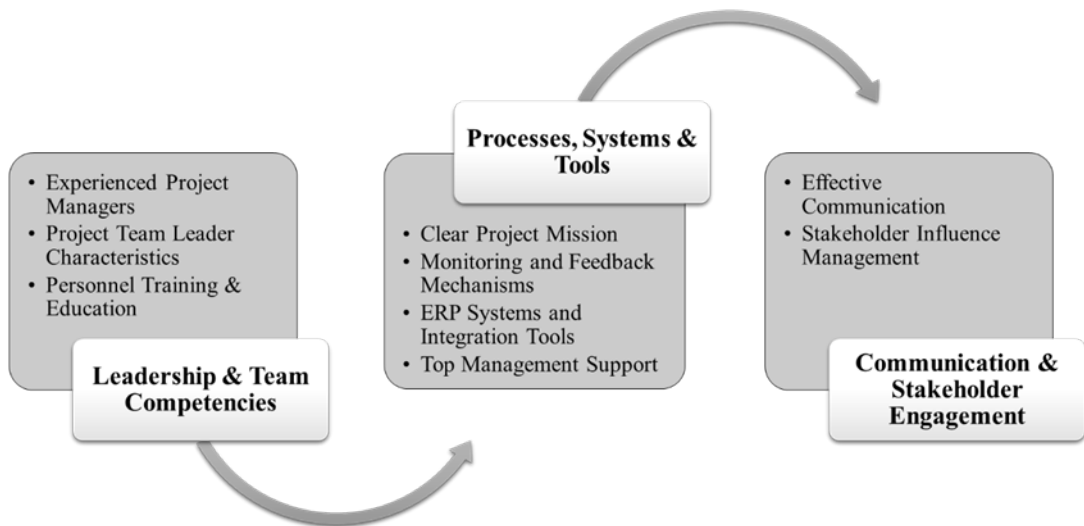 • Experienced Project
Managers
• Project Team Leader
Characteristics
• Personnel Training &
Education
Leadership & Team
Competencies
Processes, Systems &
Tools
• Clear Project Mission
• Monitoring and Feedback
Mechanisms
• ERP Systems and
Integration Tools
• Top Management Support
• Effective
Communication
• Stakeholder Influence
Management
Communication &
Stakeholder
Engagement